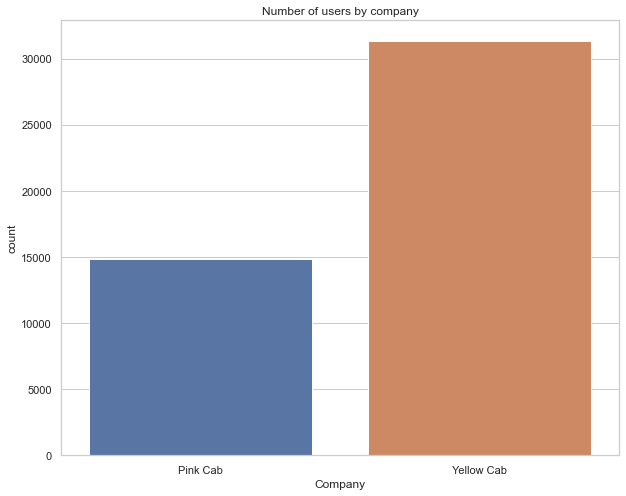 Number of users by company
30000
25000
20000
15000
10000
5000
0
count
Pink Cab
Yellow Cab
Company